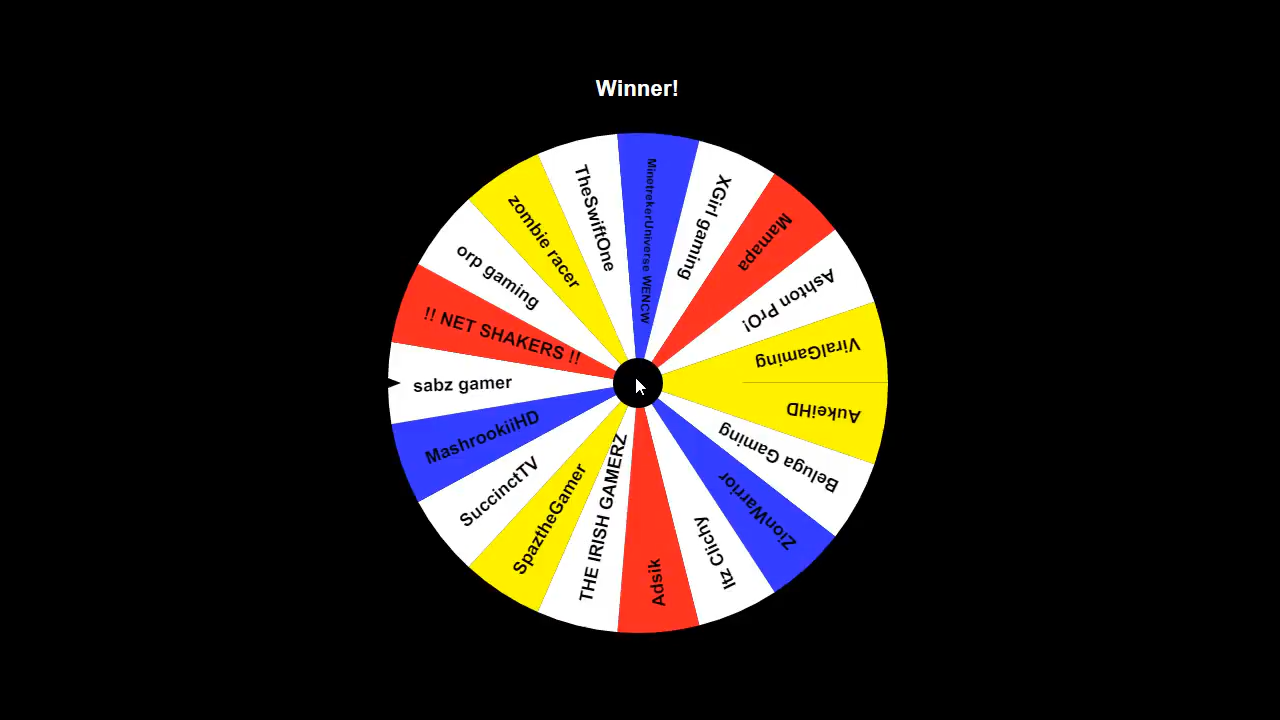 Winner!
MinotrekerUniverse WENCW
XGirl gaming
Mamapa
Ashton PrO!
ViralGaming
AukeiHD
Beluga Gaming
ZionWarrior
Itz Clichy
Adsik
THE IRISH GAMERZ
SpaztheGamer
SuccinctTV
MashrookiiHD
sabz gamer
!! NET SHAKERS !!
orp gaming
zombie racer
TheSwiftOne